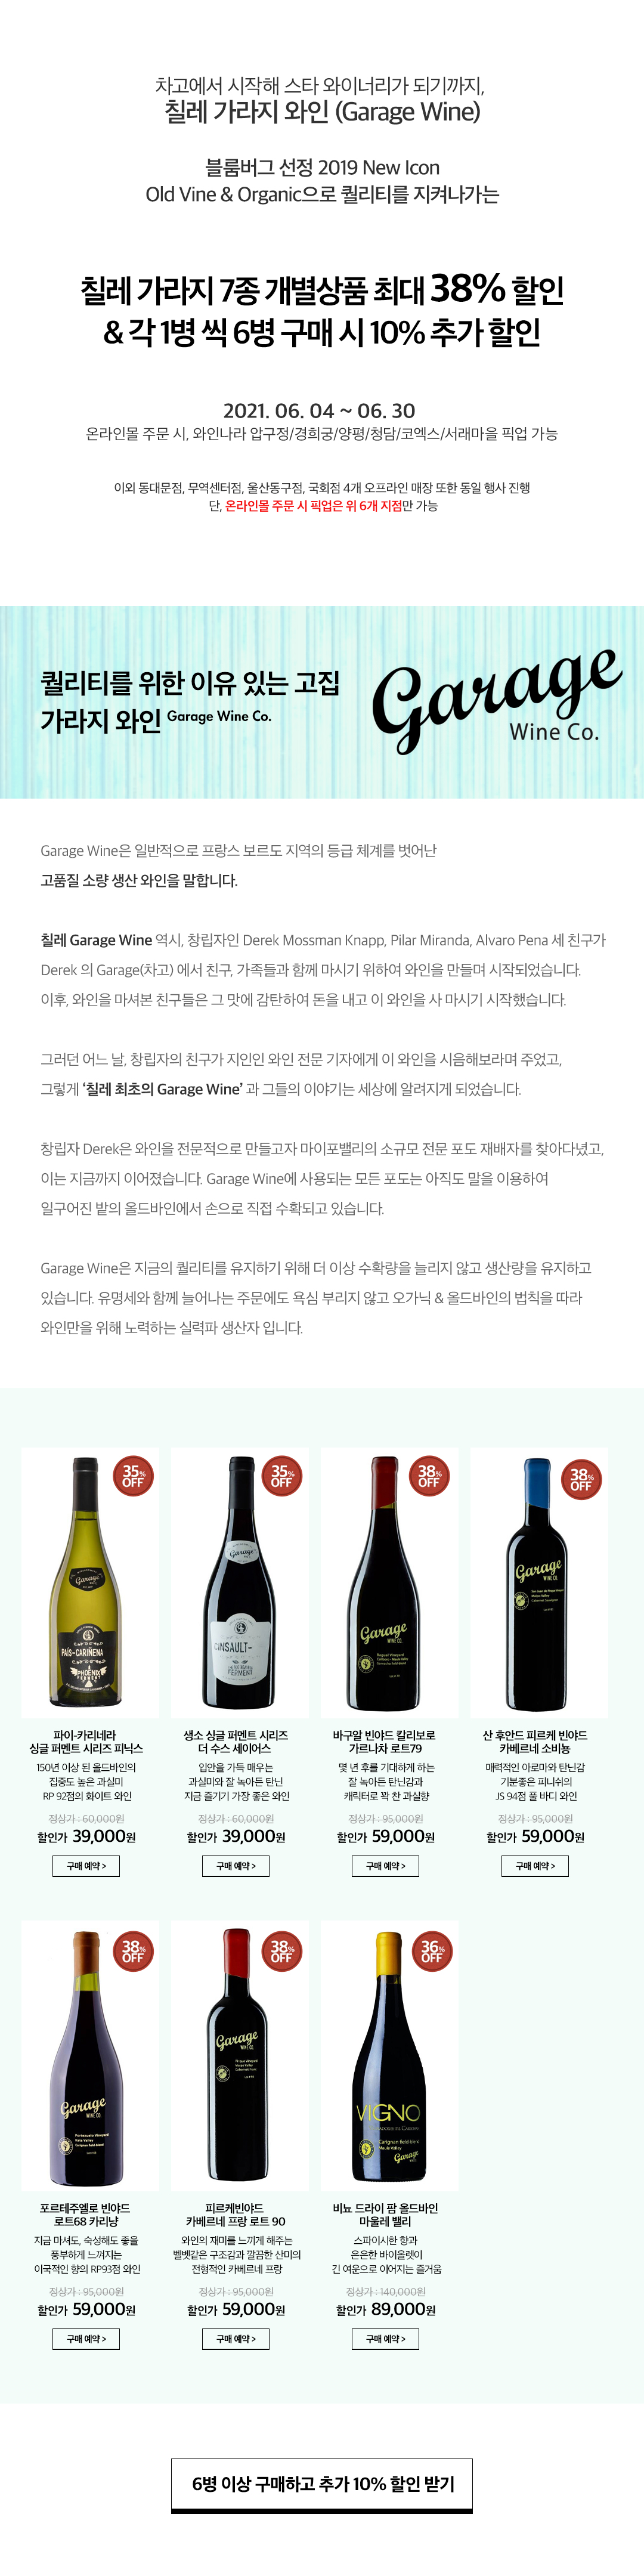 차고에서 시작해 스타 와이너리가 되기까지,
칠레 가라지 와인 (Garage Wine)
블룸버그 선정 2019 New Icon
Old Vine & Organic으로 퀄리티를 지켜나가는
칠레 가라지 7종 개별상품 최대 38% 할인
& 각 1병 씩 6병 구매 시 10% 추가 할인
2021. 06. 04 ~ 06. 30
온라인몰 주문 시, 와인나라 압구정/경희궁/양평/청담/코엑스/서래마을 픽업 가능
이외 동대문점, 무역센터점, 울산동구점, 국회점 4개 오프라인 매장 또한 동일 행사 진행
단, 온라인몰 주문 시 픽업은 위 6개 지점만 가능
퀄리티를 위한 이유 있는 고집
가라지 와인 Garage Wine Co.
Garage
Wine Co.
Garage Wine은 일반적으로 프랑스 보르도 지역의 등급 체계를 벗어난
고품질 소량 생산 와인을 말합니다.
칠레 Garage Wine 역시, 창립자인 Derek Mossman Knapp, Pilar Miranda, Alvaro Pena 세 친구가
Derek 의 Garage(차고) 에서 친구, 가족들과 함께 마시기 위하여 와인을 만들며 시작되었습니다.
이후, 와인을 마셔본 친구들은 그 맛에 감탄하여 돈을 내고 이 와인을 사 마시기 시작했습니다.
그러던 어느 날, 창립자의 친구가 지인인 와인 전문 기자에게 이 와인을 시음해보라며 주었고,
그렇게 ‘칠레 최초의 Garage Wine’ 과 그들의 이야기는 세상에 알려지게 되었습니다.
창립자 Derek은 와인을 전문적으로 만들고자 마이포밸리의 소규모 전문 포도 재배자를 찾아다녔고,
이는 지금까지 이어졌습니다. Garage Wine에 사용되는 모든 포도는 아직도 말을 이용하여
일구어진 밭의 올드바인에서 손으로 직접 수확되고 있습니다.
Garage Wine은 지금의 퀄리티를 유지하기 위해 더 이상 수확량을 늘리지 않고 생산량을 유지하고
있습니다. 유명세와 함께 늘어나는 주문에도 욕심 부리지 않고 오가닉 & 올드바인의 법칙을 따라
와인만을 위해 노력하는 실력파 생산자 입니다.
35% OFF
35% OFF
38% OFF
38% OFF
Garage
PAÍS-CARIÑENA
PHOENIX
FERMENT
Garage
CINSAULT-
FERMENT
Garage
WINE CO.
Garage
WINE CO.
파이-카리네라
싱글 퍼멘트 시리즈 피닉스
150년 이상 된 올드바인의
집중도 높은 과실미
RP 92점의 화이트 와인
정상가 : 60,000원
할인가 39,000원
구매 예약 >
생소 싱글 퍼멘트 시리즈
더 수스 세이어스
입안을 가득 매우는
과실미와 잘 녹아든 탄닌
지금 즐기기 가장 좋은 와인
정상가 : 60,000원
할인가 39,000원
구매 예약 >
바구알 빈야드 칼리보로
가르나차 로트79
몇 년 후를 기대하게 하는
잘 녹아든 탄닌감과
캐릭터로 꽉 찬 과실향
정상가 : 95,000원
할인가 59,000원
구매 예약 >
산 후안드 피르케 빈야드
카베르네 소비뇽
매력적인 아로마와 탄닌감
기분좋은 피니쉬의
JS 94점 풀 바디 와인
정상가 : 95,000원
할인가 59,000원
구매 예약 >
38% OFF
38% OFF
36% OFF
Garage
WINE CO.
Garage
WINE CO.
VIGNO
Carignan field-blend
Maule Valley
Garage
포르테주엘로 빈야드
로트68 카리냥
지금 마셔도, 숙성해도 좋을
풍부하게 느껴지는
이국적인 향의 RP93점 와인
정상가 : 95,000원
할인가 59,000원
구매 예약 >
피르케빈야드
카베르네 프랑 로트 90
와인의 재미를 느끼게 해주는
벨벳같은 구조감과 깔끔한 산미의
전형적인 카베르네 프랑
정상가 : 95,000원
할인가 59,000원
구매 예약 >
비뇨 드라이 팜 올드바인
마울레 밸리
스파이시한 향과
은은한 바이올렛이
긴 여운으로 이어지는 즐거움
정상가 : 140,000원
할인가 89,000원
구매 예약 >
6병 이상 구매하고 추가 10% 할인 받기